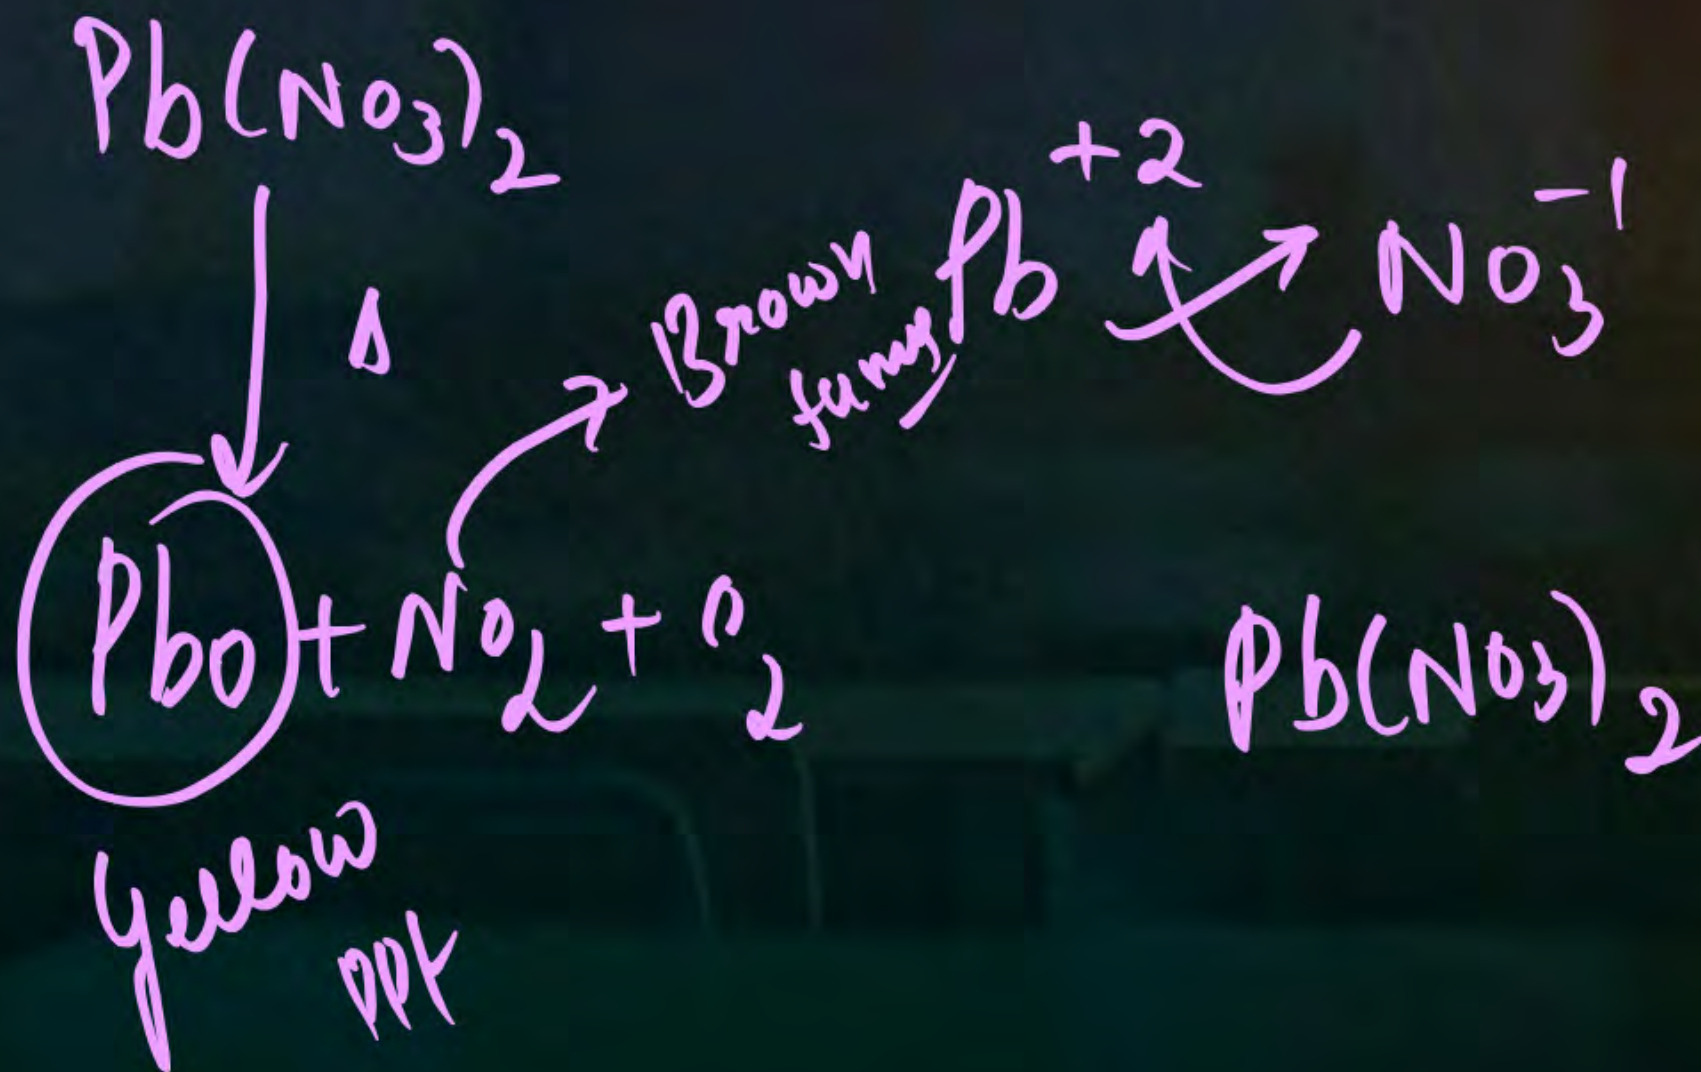 Pb(NO3)2
Δ
Pb +2 NO3 -1
Brown
fumes
PbO + NO2 + O2
Pb(NO3)2
Yellow
ppt